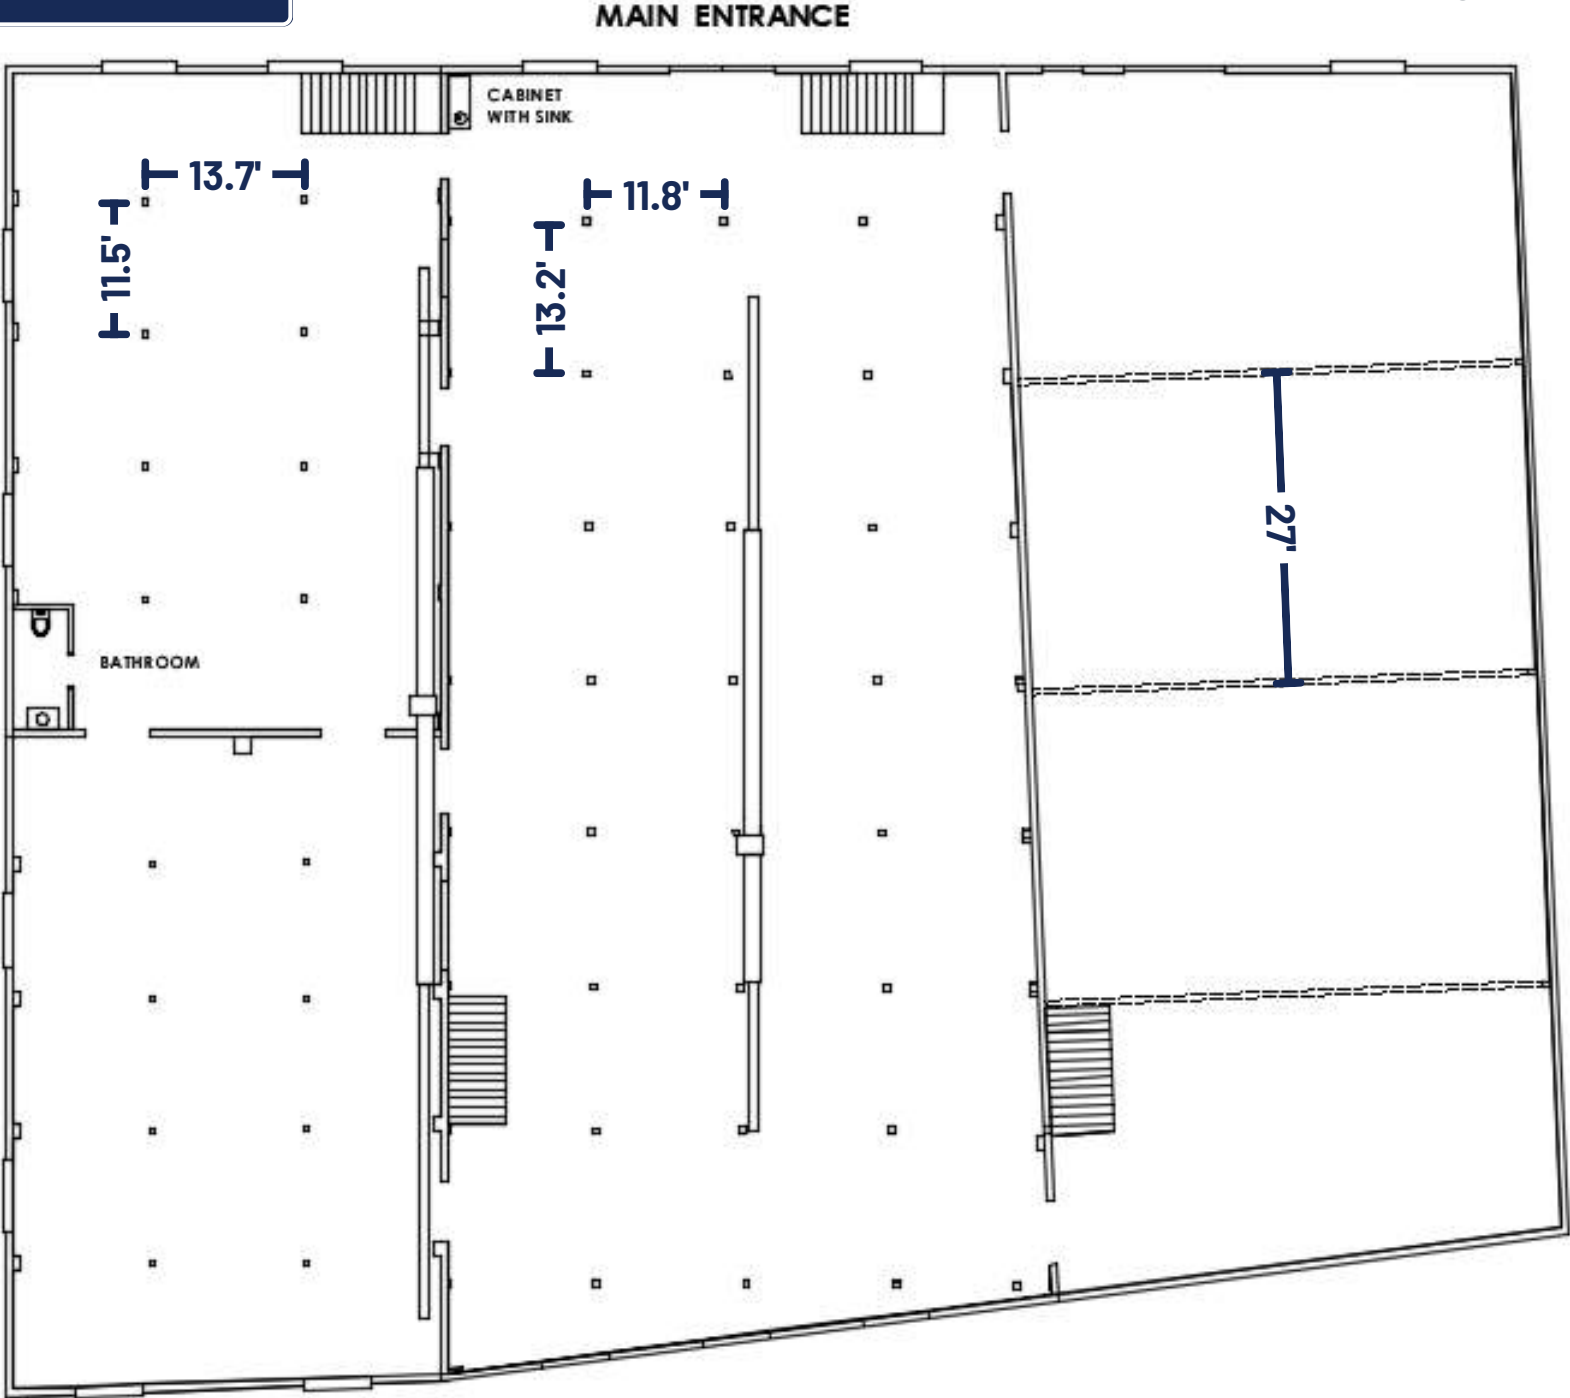 MAIN ENTRANCE
CABINET
WITH SINK
13.7'
11.8'
11.5'
13.2'
27'
BATHROOM